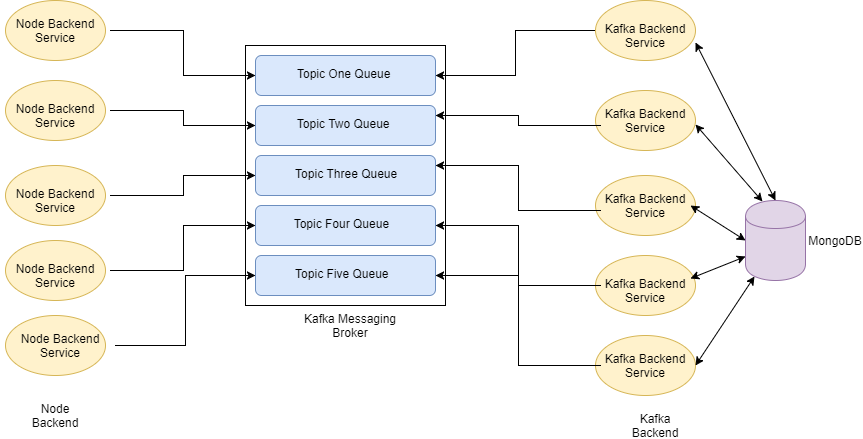 Node Backend
Service
Node Backend
Service
Node Backend
Service
Node Backend
Service
Node Backend
Service
Node
Backend
Topic One Queue
Topic Two Queue
Topic Three Queue
Topic Four Queue
Topic Five Queue
Kafka Messaging
Broker
Kafka Backend
Service
Kafka Backend
Service
Kafka Backend
Service
Kafka Backend
Service
Kafka Backend
Service
Kafka
Backend
MongoDB